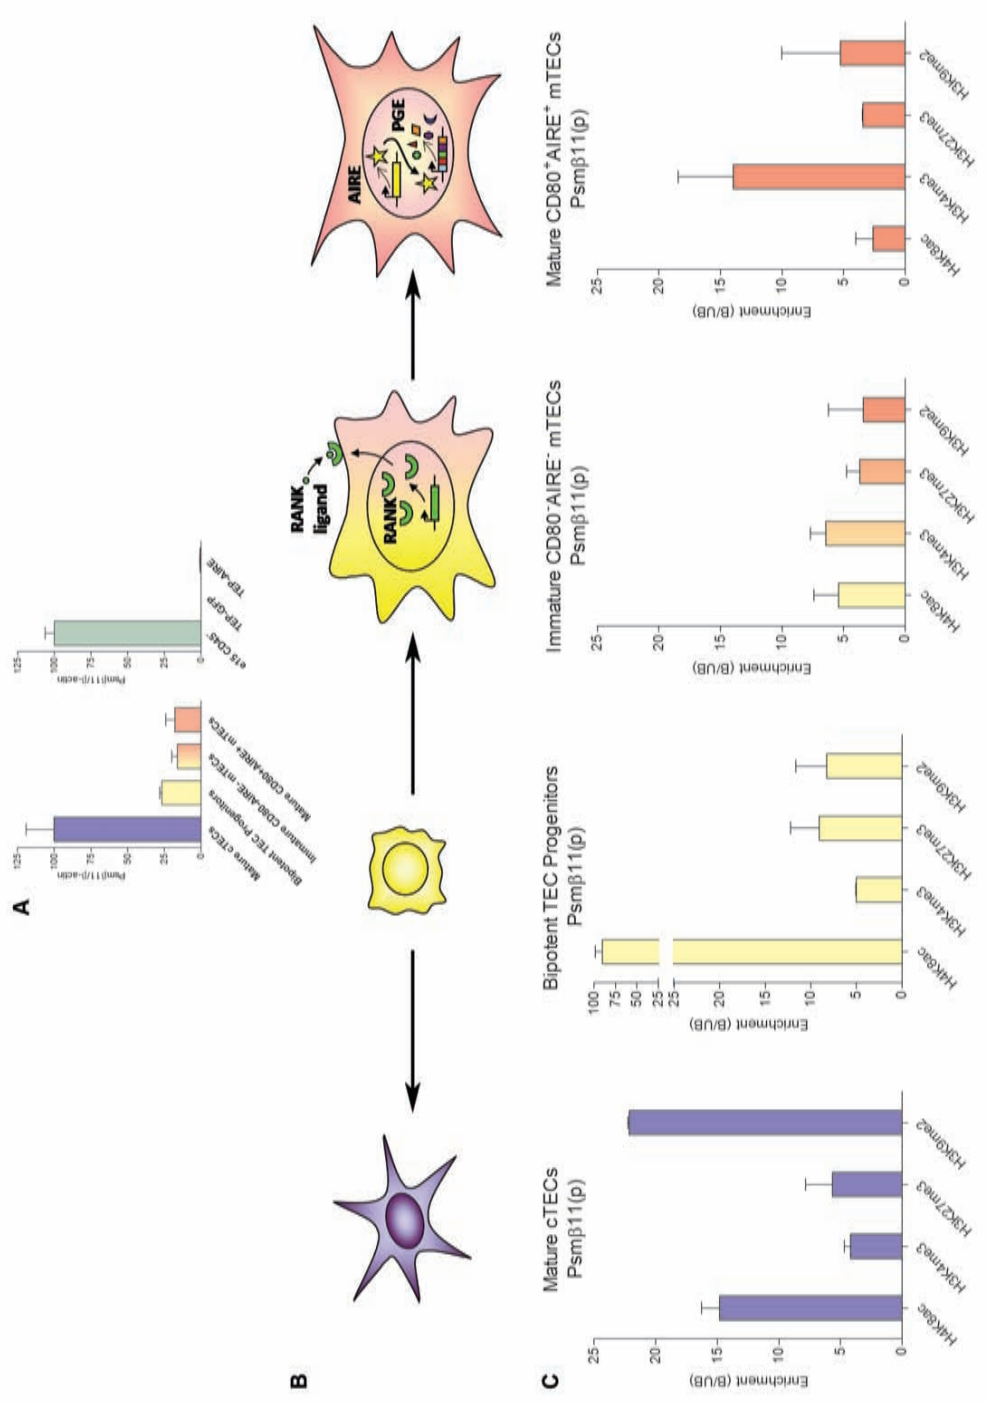 A
Psmβ11/β-actin
125
100
75
50
25
0
Mature cTECs
Bipotent TEC Progenitors
Immature CD80-AIRE- mTECs
Mature CD80+AIRE+ mTECs
Psmβ11/β-actin
125
100
75
50
25
0
e15 CD45-
TEP-GFP
TEP-AIRE
B
RANK
ligand
RANK
AIRE
PGE
C
Mature cTECs
Psmβ11(p)
Enrichment (B/UB)
25
20
15
10
5
0
H4K8ac
H3K4me3
H3K27me3
H3K9me2
Bipotent TEC Progenitors
Psmβ11(p)
Enrichment (B/UB)
100
75
50
25
25
20
15
10
5
0
H4K8ac
H3K4me3
H3K27me3
H3K9me2
Immature CD80⁻AIRE⁻ mTECs
Psmβ11(p)
Enrichment (B/UB)
25
20
15
10
5
0
H4K8ac
H3K4me3
H3K27me3
H3K9me2
Mature CD80⁺AIRE⁺ mTECs
Psmβ11(p)
Enrichment (B/UB)
25
20
15
10
5
0
H4K8ac
H3K4me3
H3K27me3
H3K9me2